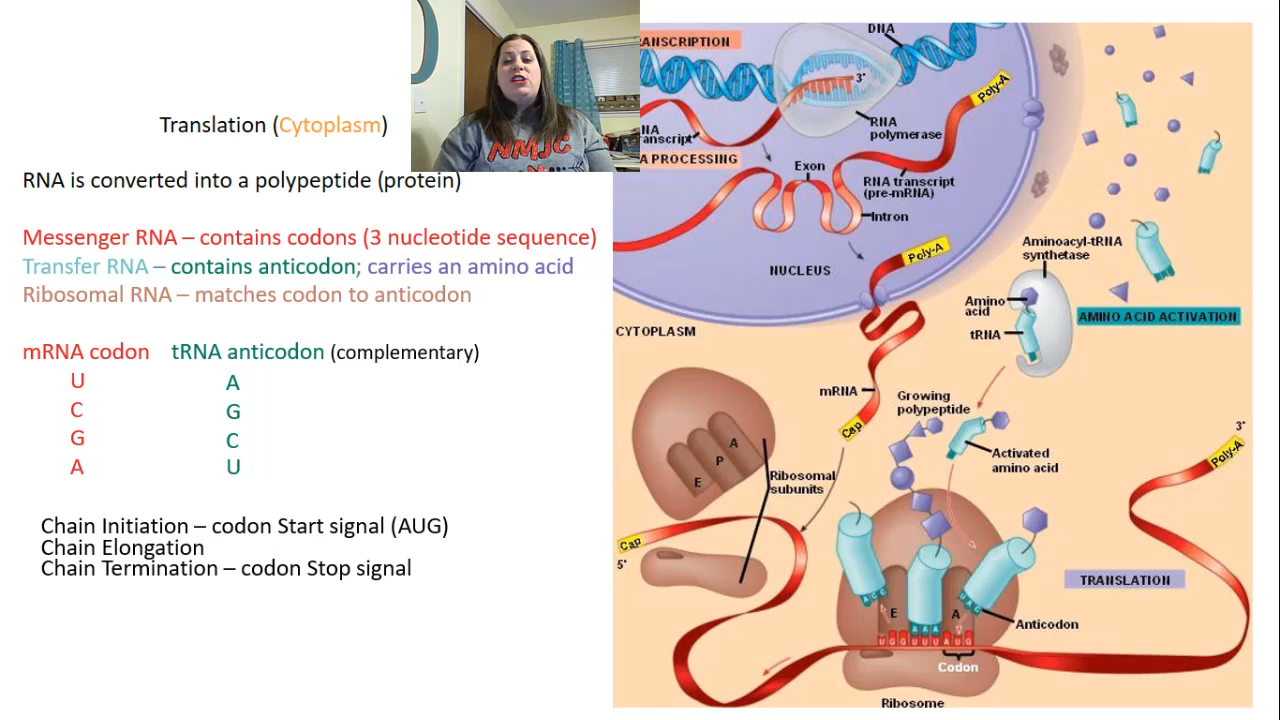 Translation (Cytoplasm)
RNA is converted into a polypeptide (protein)
Messenger RNA – contains codons (3 nucleotide sequence)
Transfer RNA – contains anticodon; carries an amino acid
Ribosomal RNA – matches codon to anticodon
mRNA codon tRNA anticodon (complementary)
U A
C G
G C
A U
Chain Initiation – codon Start signal (AUG)
Chain Elongation
Chain Termination – codon Stop signal
NMJC
ANSCRIPTION
DNA
3'
Poly-A
RNA
polymerase
NA
anscript
A PROCESSING
Exon
RNA transcript
(pre-mRNA)
Intron
Poly-A
NUCLEUS
Aminoacyl-tRNA
synthetase
Amino
acid
tRNA
AMINO ACID ACTIVATION
CYTOPLASM
mRNA
Growing
polypeptide
Cap
Activated
amino acid
3'
Poly-A
A
P
E
Ribosomal
subunits
Cap
5'
TRANSLATION
E A
A C C
A A A
U A C
Anticodon
U G G U U U A U G
Codon
Ribosome